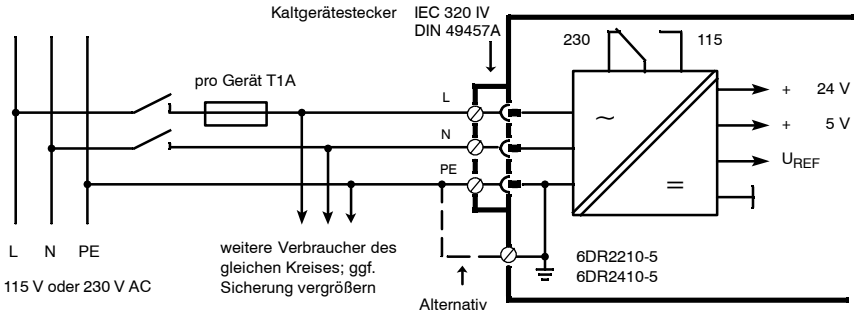 Kaltgerätestecker
IEC 320 IV
DIN 49457A
230
115
pro Gerät T1A
L
N
PE
+ 24 V
+ 5 V
UREF
~
=
L N PE
115 V oder 230 V AC
weitere Verbraucher des
gleichen Kreises; ggf.
Sicherung vergrößern
Alternativ
6DR2210-5
6DR2410-5